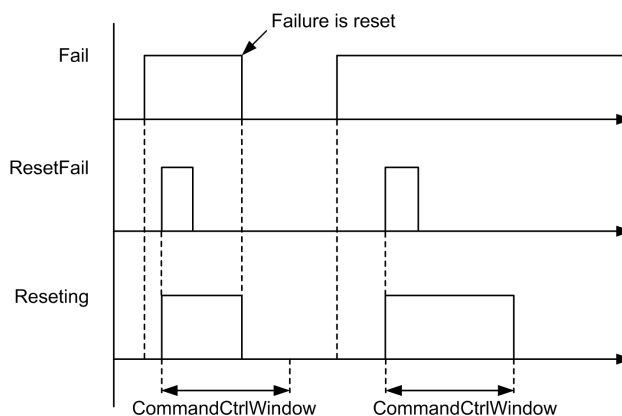 Failure is reset
Fail
ResetFail
Reseting
CommandCtrlWindow
CommandCtrlWindow